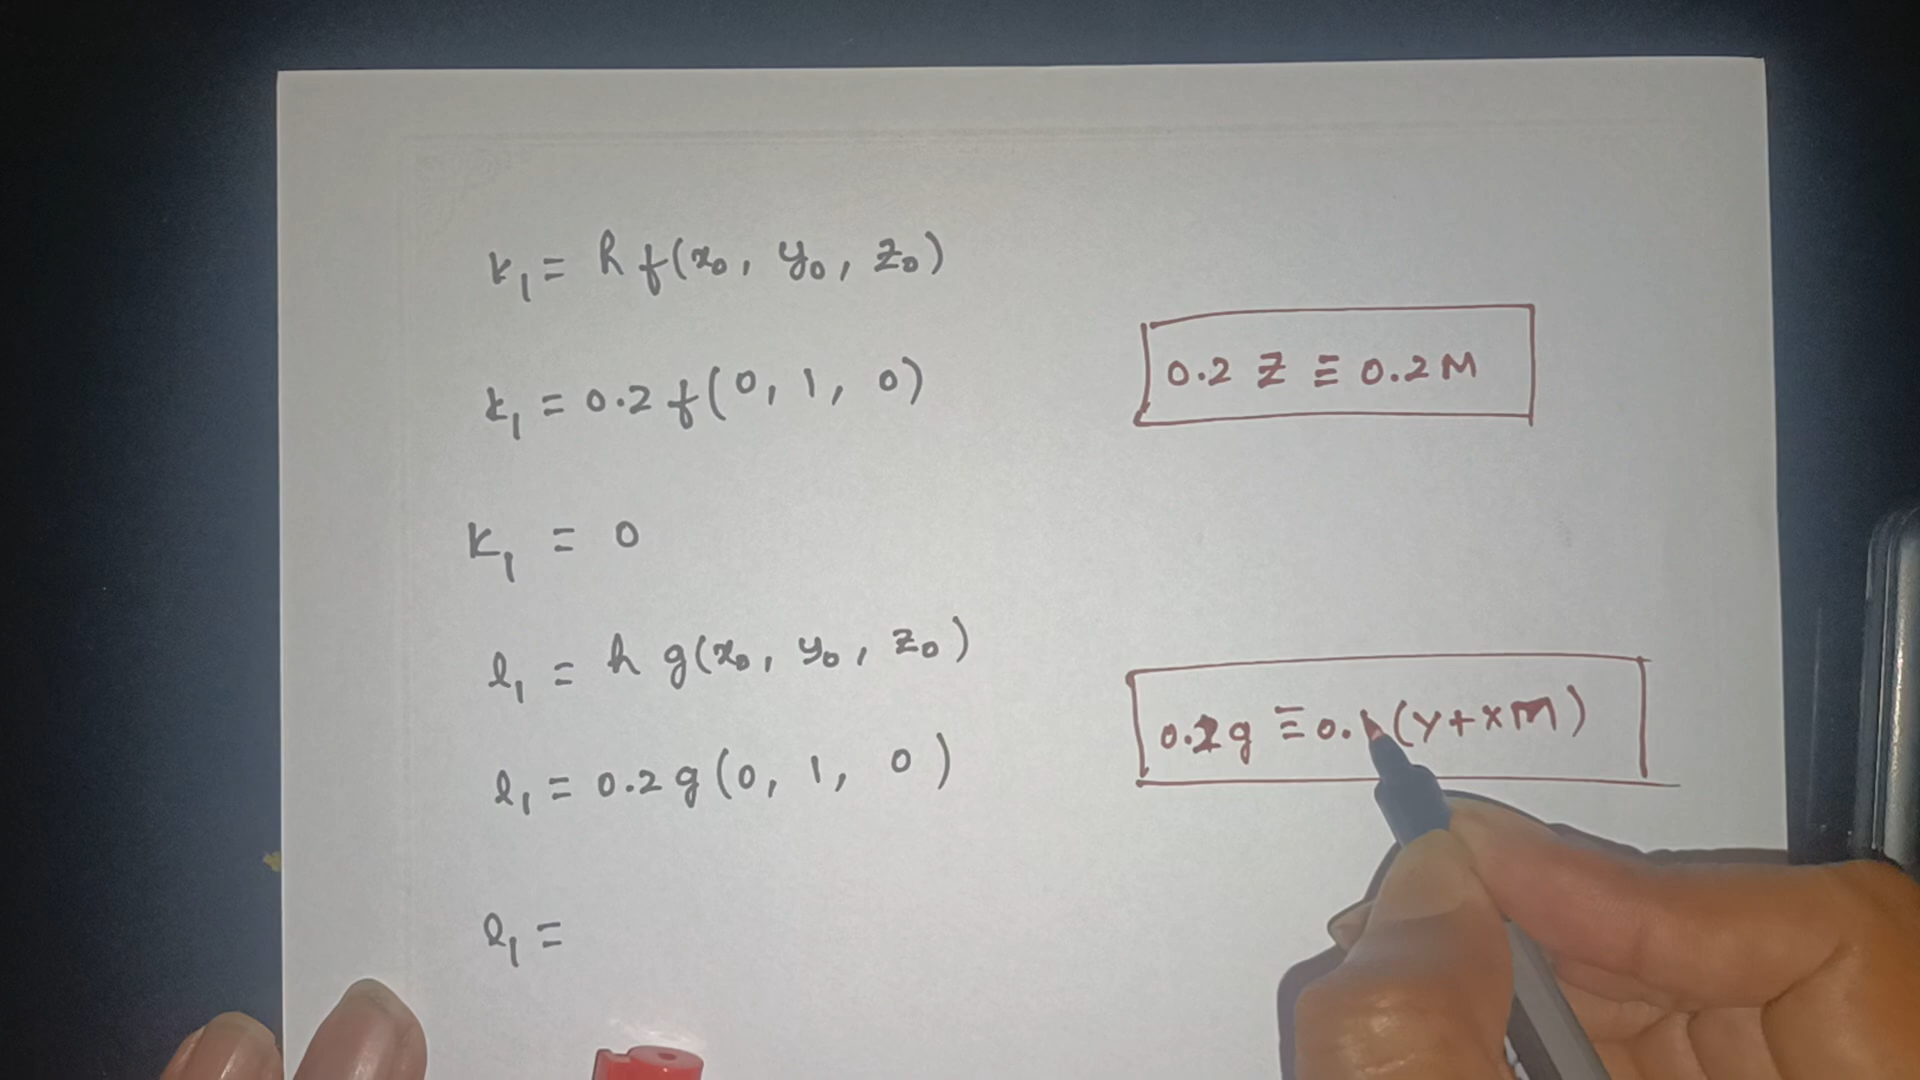 k₁ = h f(x₀, y₀, z₀)
k₁ = 0.2 f(0, 1, 0)
0.2 Z ≡ 0.2 M
K₁ = 0
l₁ = h g(x₀, y₀, z₀)
0.2g ≡ 0. (Y+XM)
l₁ = 0.2 g(0, 1, 0)
l₁ =